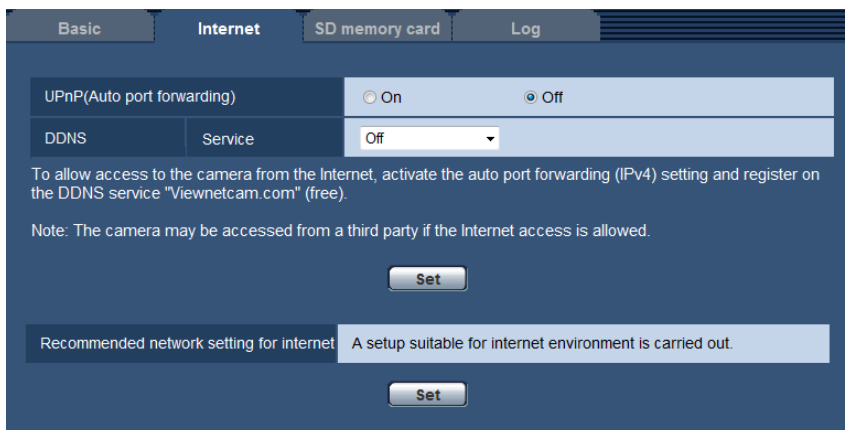 Basic Internet SD memory card Log
UPnP(Auto port forwarding) On Off
DDNS Service Off
To allow access to the camera from the Internet, activate the auto port forwarding (IPv4) setting and register on
the DDNS service "Viewnetcam.com" (free).
Note: The camera may be accessed from a third party if the Internet access is allowed.
Set
Recommended network setting for internet A setup suitable for internet environment is carried out.
Set